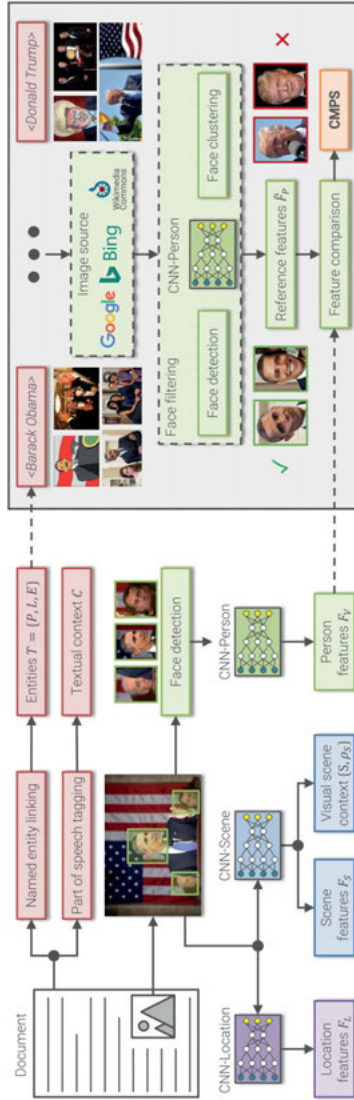 Document
Named entity linking
Part of speech tagging
Entities T = {P, L, E}
Textual context C
Face detection
CNN-Location
CNN-Scene
CNN-Person
Location
features F_L
Scene
features F_S
Visual scene
context {S, ρ_S}
Person
features F_V
<Barack Obama>
<Donald Trump>
Image source
Google
Bing
Wikimedia
Commons
Face filtering
CNN-Person
Face detection
Face clustering
Reference features F̂_P
Feature comparison
CMPS